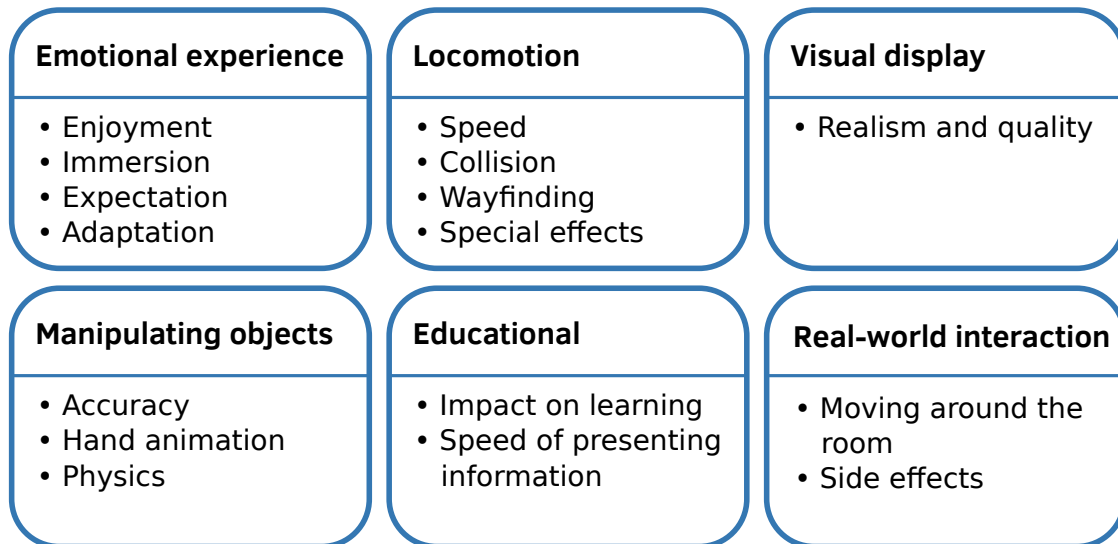 Emotional experience
• Enjoyment
• Immersion
• Expectation
• Adaptation
Locomotion
• Speed
• Collision
• Wayfinding
• Special effects
Visual display
• Realism and quality
Manipulating objects
• Accuracy
• Hand animation
• Physics
Educational
• Impact on learning
• Speed of presenting
information
Real-world interaction
• Moving around the
room
• Side effects